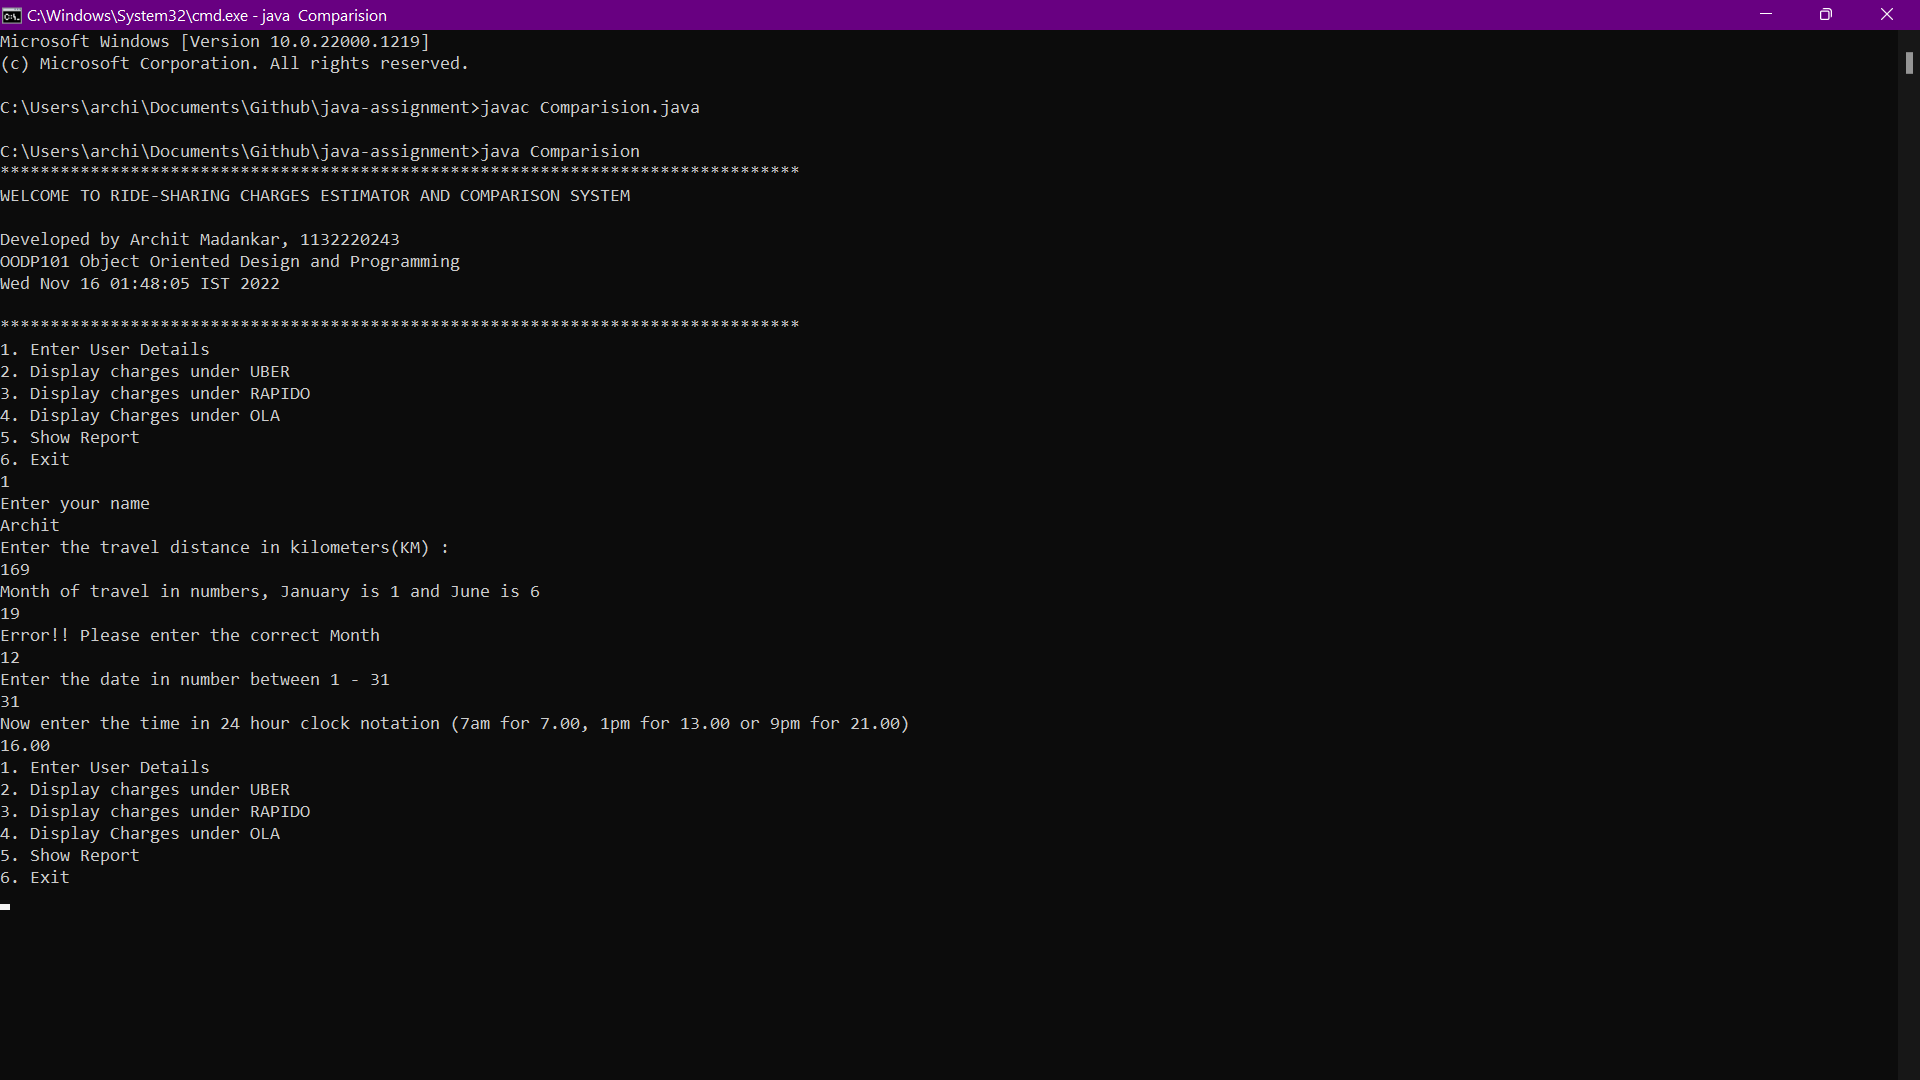 C:\Windows\System32\cmd.exe - java  Comparision
Microsoft Windows [Version 10.0.22000.1219]
(c) Microsoft Corporation. All rights reserved.
C:\Users\archi\Documents\Github\java-assignment>javac Comparision.java
C:\Users\archi\Documents\Github\java-assignment>java Comparision
********************************************************************************
WELCOME TO RIDE-SHARING CHARGES ESTIMATOR AND COMPARISON SYSTEM
Developed by Archit Madankar, 1132220243
OODP101 Object Oriented Design and Programming
Wed Nov 16 01:48:05 IST 2022
********************************************************************************
1. Enter User Details
2. Display charges under UBER
3. Display charges under RAPIDO
4. Display Charges under OLA
5. Show Report
6. Exit
1
Enter your name
Archit
Enter the travel distance in kilometers(KM) :
169
Month of travel in numbers, January is 1 and June is 6
19
Error!! Please enter the correct Month
12
Enter the date in number between 1 - 31
31
Now enter the time in 24 hour clock notation (7am for 7.00, 1pm for 13.00 or 9pm for 21.00)
16.00
1. Enter User Details
2. Display charges under UBER
3. Display charges under RAPIDO
4. Display Charges under OLA
5. Show Report
6. Exit